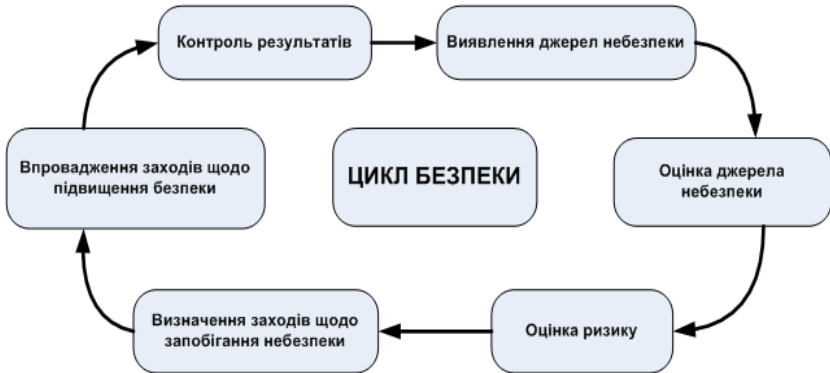 Контроль результатів
Виявлення джерел небезпеки
Впровадження заходів щодо
підвищення безпеки
ЦИКЛ БЕЗПЕКИ
Оцінка джерела
небезпеки
Визначення заходів щодо
запобігання небезпеки
Оцінка ризику